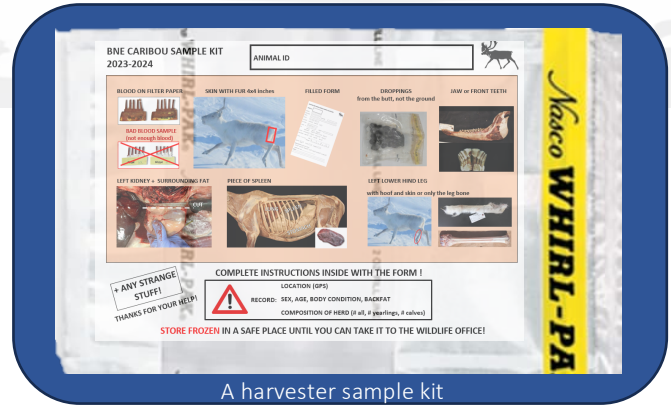 BNE CARIBOU SAMPLE KIT
2023-2024
ANIMAL ID
BLOOD ON FILTER PAPER
SKIN WITH FUR 4x4 inches
FILLED FORM
DROPPINGS
from the butt, not the ground
JAW or FRONT TEETH
BAD BLOOD SAMPLE
(not enough blood)
LEFT KIDNEY + SURROUNDING FAT
CUT
PIECE OF SPLEEN
LEFT LOWER HIND LEG
with hoof and skin or only the leg bone
+ ANY STRANGE
STUFF!
THANKS FOR YOUR HELP!
COMPLETE INSTRUCTIONS INSIDE WITH THE FORM !
RECORD:
LOCATION (GPS)
SEX, AGE, BODY CONDITION, BACKFAT
COMPOSITION OF HERD (# all, # yearlings, # calves)
STORE FROZEN IN A SAFE PLACE UNTIL YOU CAN TAKE IT TO THE WILDLIFE OFFICE!
Nasco WHIRL-PA
A harvester sample kit